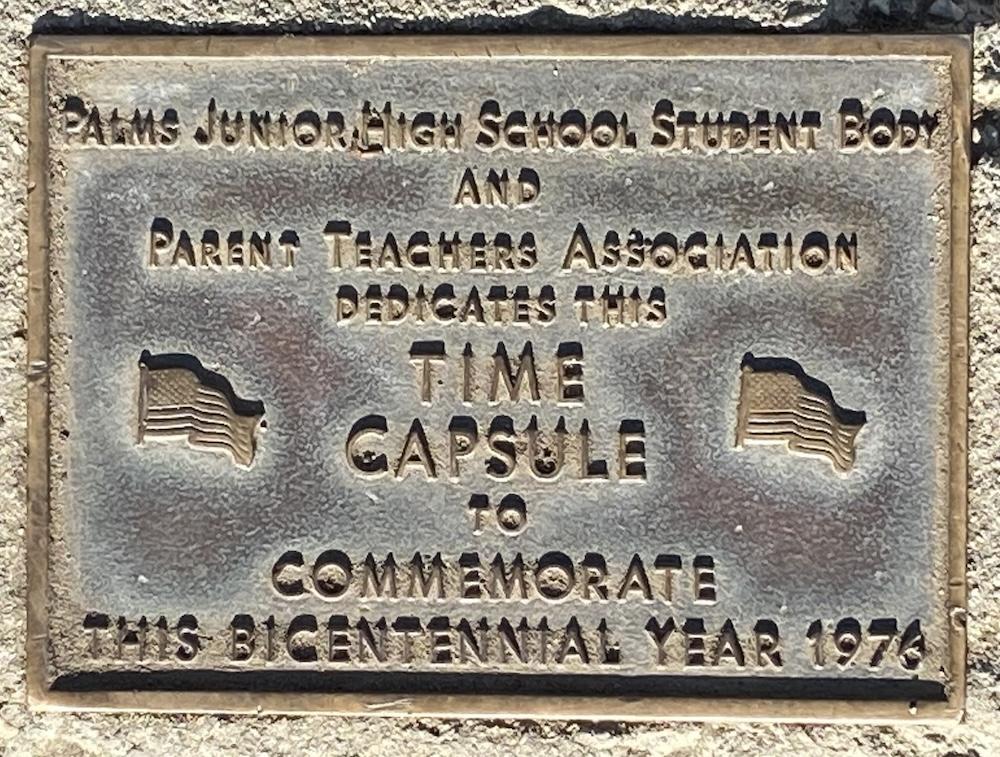 PALMS JUNIOR HIGH SCHOOL STUDENT BODY
AND
PARENT TEACHERS ASSOCIATION
DEDICATES THIS
TIME
CAPSULE
TO
COMMEMORATE
THIS BICENTENNIAL YEAR 1976